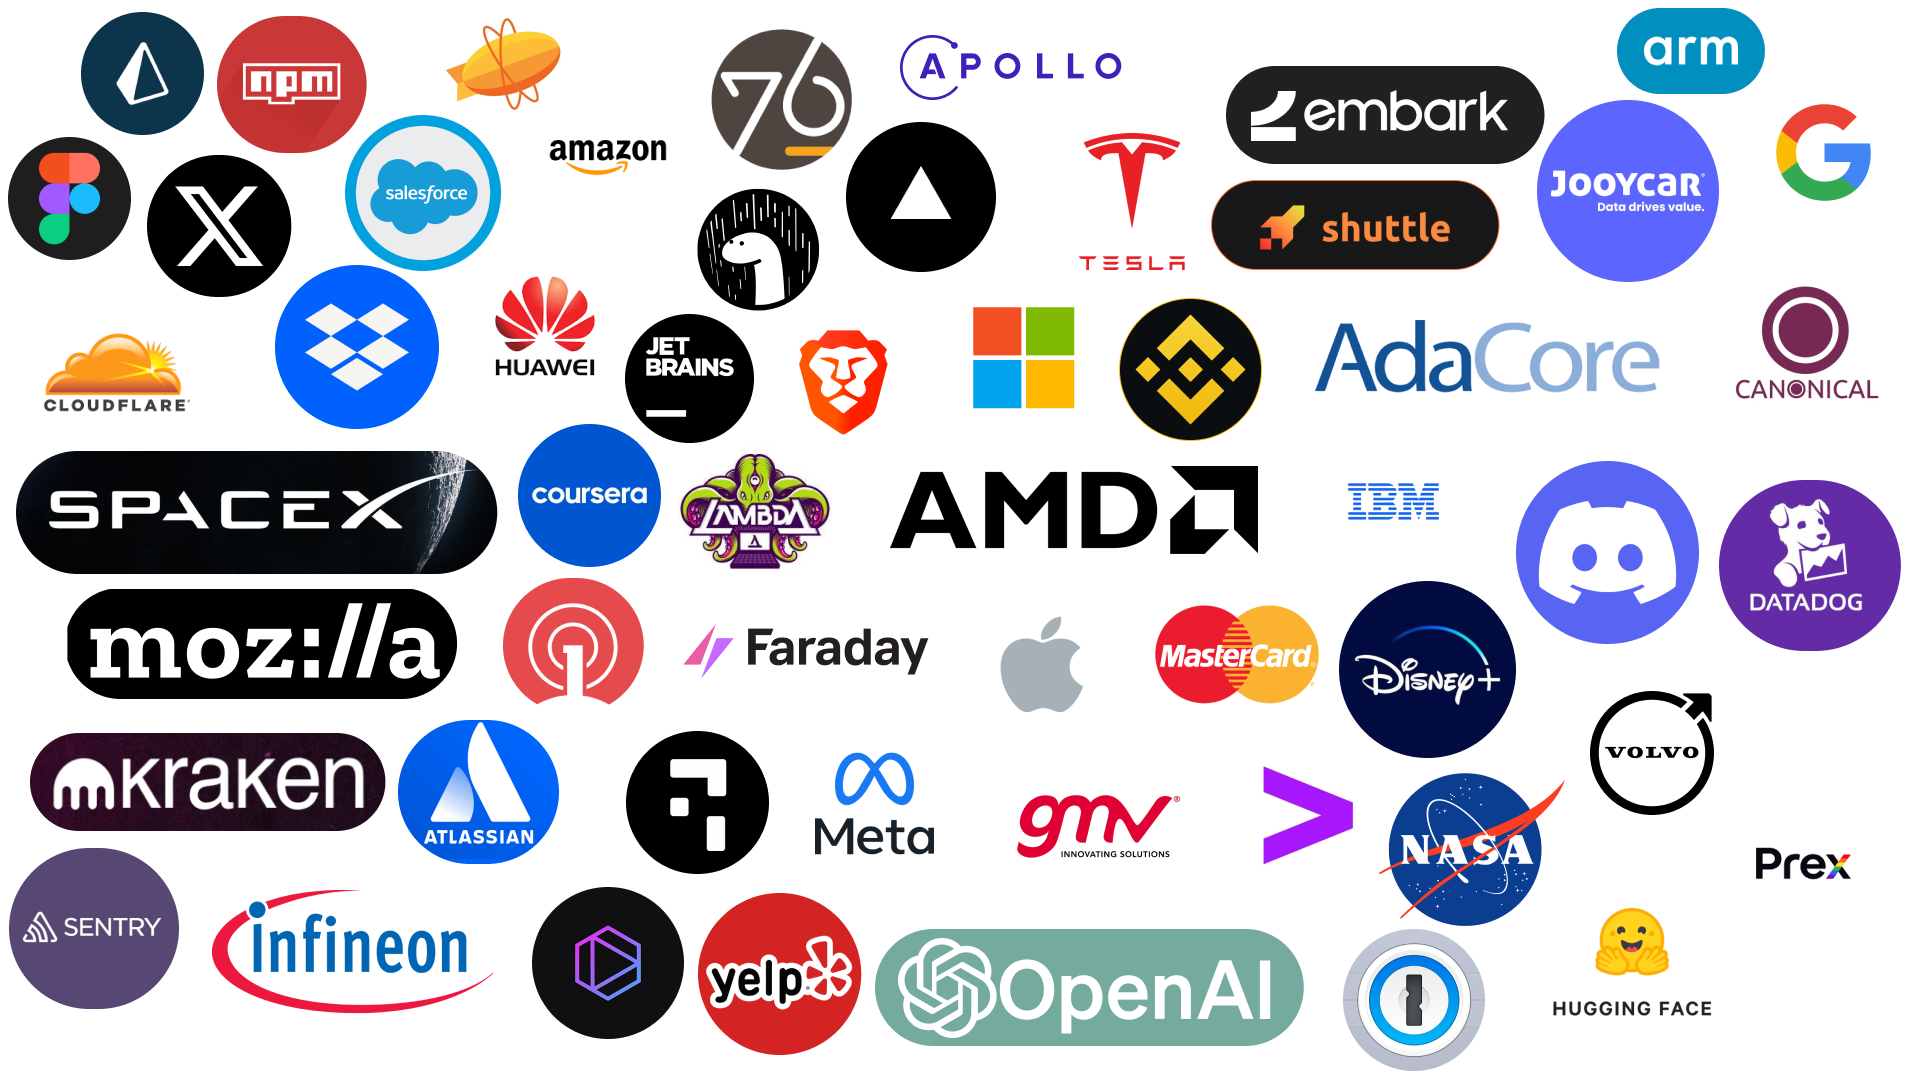 npm
76
APOLLO
arm
embark
amazon
salesforce
JOOYCAR
Data drives value.
shuttle
TESLA
HUAWEI
JET
BRAINS
AdaCore
CANONICAL
CLOUDFLARE
SPACEX
coursera
LAMBDA
AMD
IBM
DATADOG
moz://a
Faraday
MasterCard
Disney+
VOLVO
mkraken
ATLASSIAN
Meta
gmv®
INNOVATING SOLUTIONS
NASA
Prex
SENTRY
infineon
yelp
OpenAI
HUGGING FACE